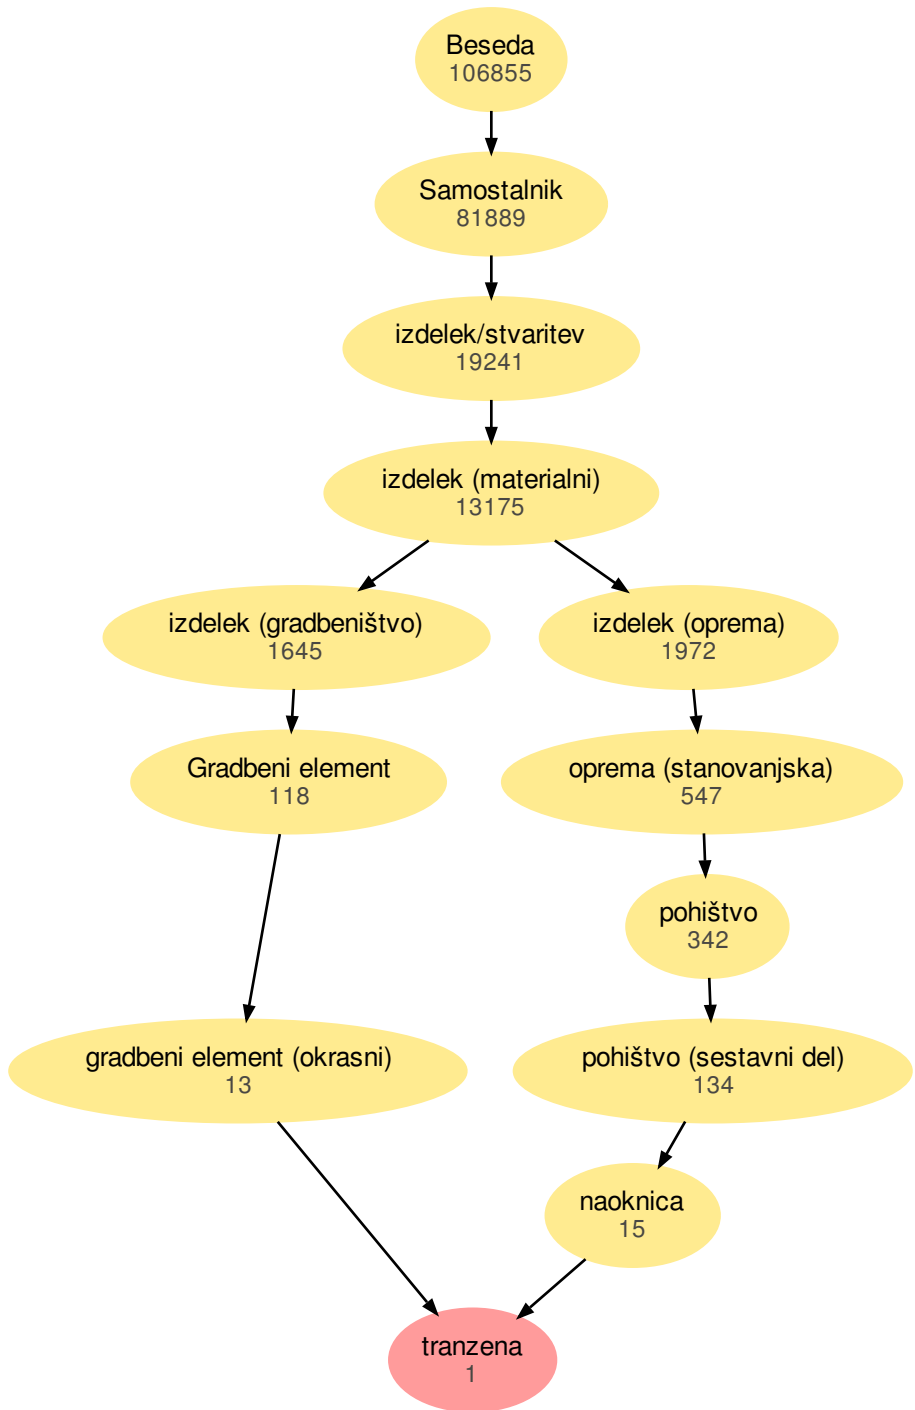 Beseda
106855
Samostalnik
81889
izdelek/stvaritev
19241
izdelek (materialni)
13175
izdelek (gradbeništvo)
1645
izdelek (oprema)
1972
Gradbeni element
118
oprema (stanovanjska)
547
pohištvo
342
gradbeni element (okrasni)
13
pohištvo (sestavni del)
134
naoknica
15
tranzena
1